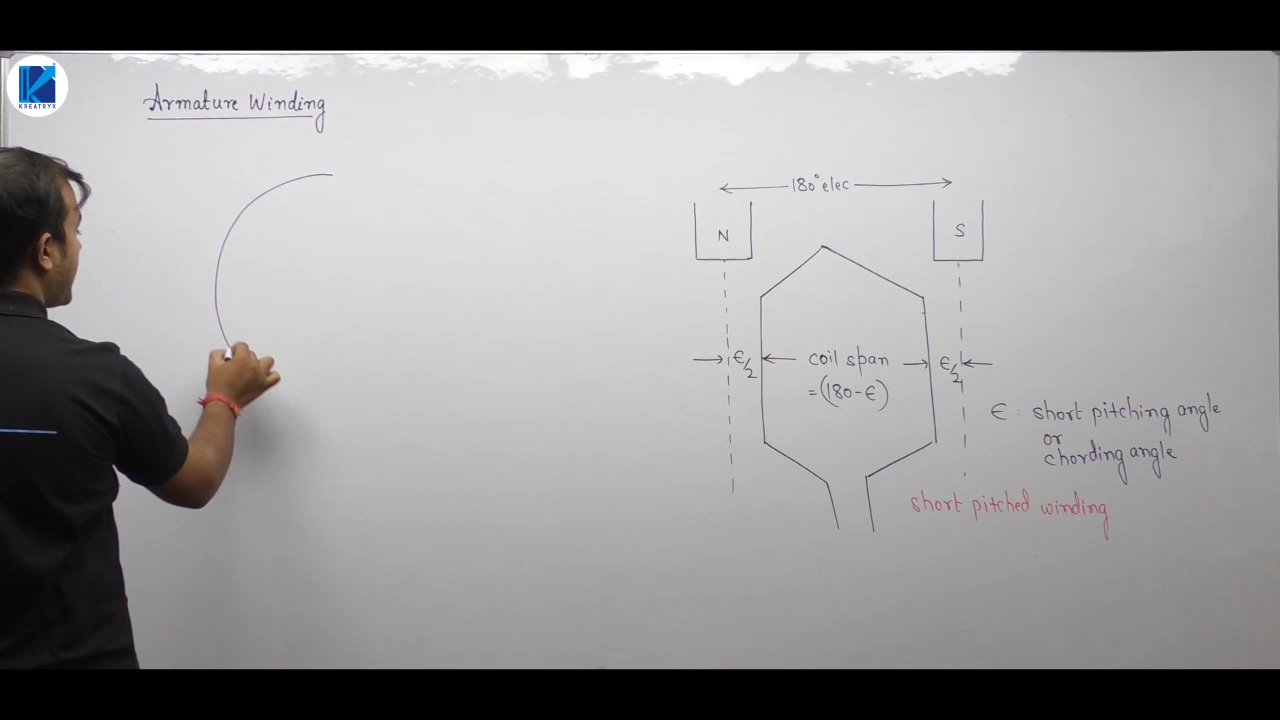 KREATRYX
Armature Winding
180° elec
N
S
ϵ/2
coil span
ϵ/2
=(180-ϵ)
ϵ : short pitching angle
or
chording angle
short pitched winding